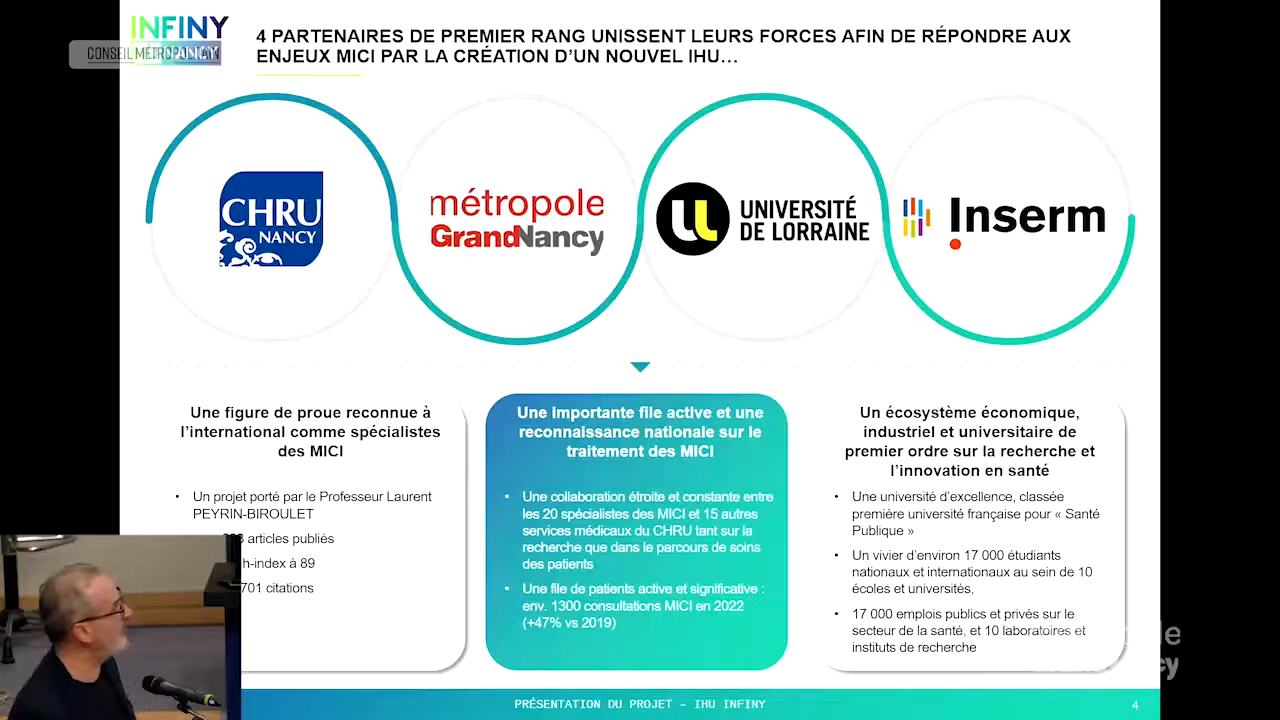 INFINY
CONSEIL MÉTROPOLITAIN
4 PARTENAIRES DE PREMIER RANG UNISSENT LEURS FORCES AFIN DE RÉPONDRE AUX
ENJEUX MICI PAR LA CRÉATION D'UN NOUVEL IHU…
CHRU
NANCY
métropole
GrandNancy
UNIVERSITÉ
DE LORRAINE
Inserm
Une figure de proue reconnue à
l'international comme spécialistes
des MICI
• Un projet porté par le Professeur Laurent
PEYRIN-BIROULET
articles publiés
h-index à 89
701 citations
Une importante file active et une
reconnaissance nationale sur le
traitement des MICI
• Une collaboration étroite et constante entre
les 20 spécialistes des MICI et 15 autres
services médicaux du CHRU tant sur la
recherche que dans le parcours de soins
des patients
• Une file de patients active et significative :
env. 1300 consultations MICI en 2022
(+47% vs 2019)
Un écosystème économique,
industriel et universitaire de
premier ordre sur la recherche et
l'innovation en santé
• Une université d'excellence, classée
première université française pour « Santé
Publique »
• Un vivier d'environ 17 000 étudiants
nationaux et internationaux au sein de 10
écoles et universités,
• 17 000 emplois publics et privés sur le
secteur de la santé, et 10 laboratoires et
instituts de recherche
PRÉSENTATION DU PROJET – IHU INFINY
4